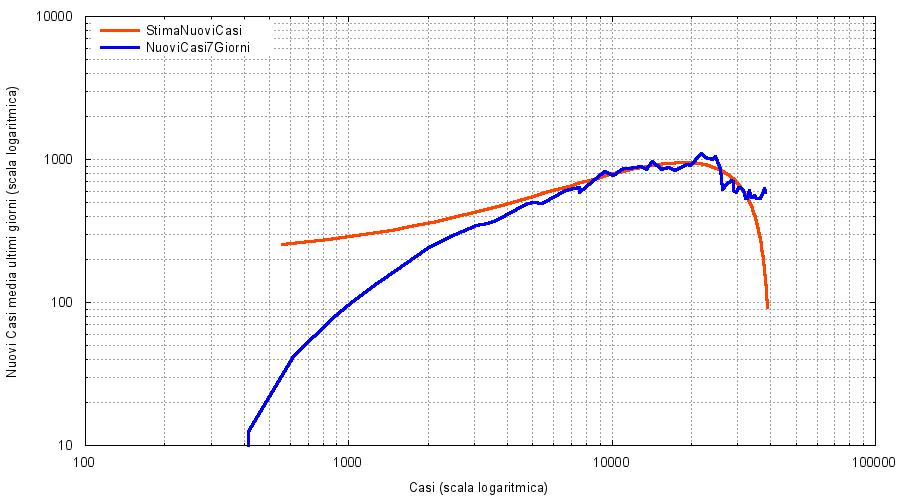 10000
StimaNuoviCasi
NuoviCasi7Giorni
1000
100
10
Nuovi Casi media ultimi giorni (scala logaritmica)
100
1000
10000
100000
Casi (scala logaritmica)